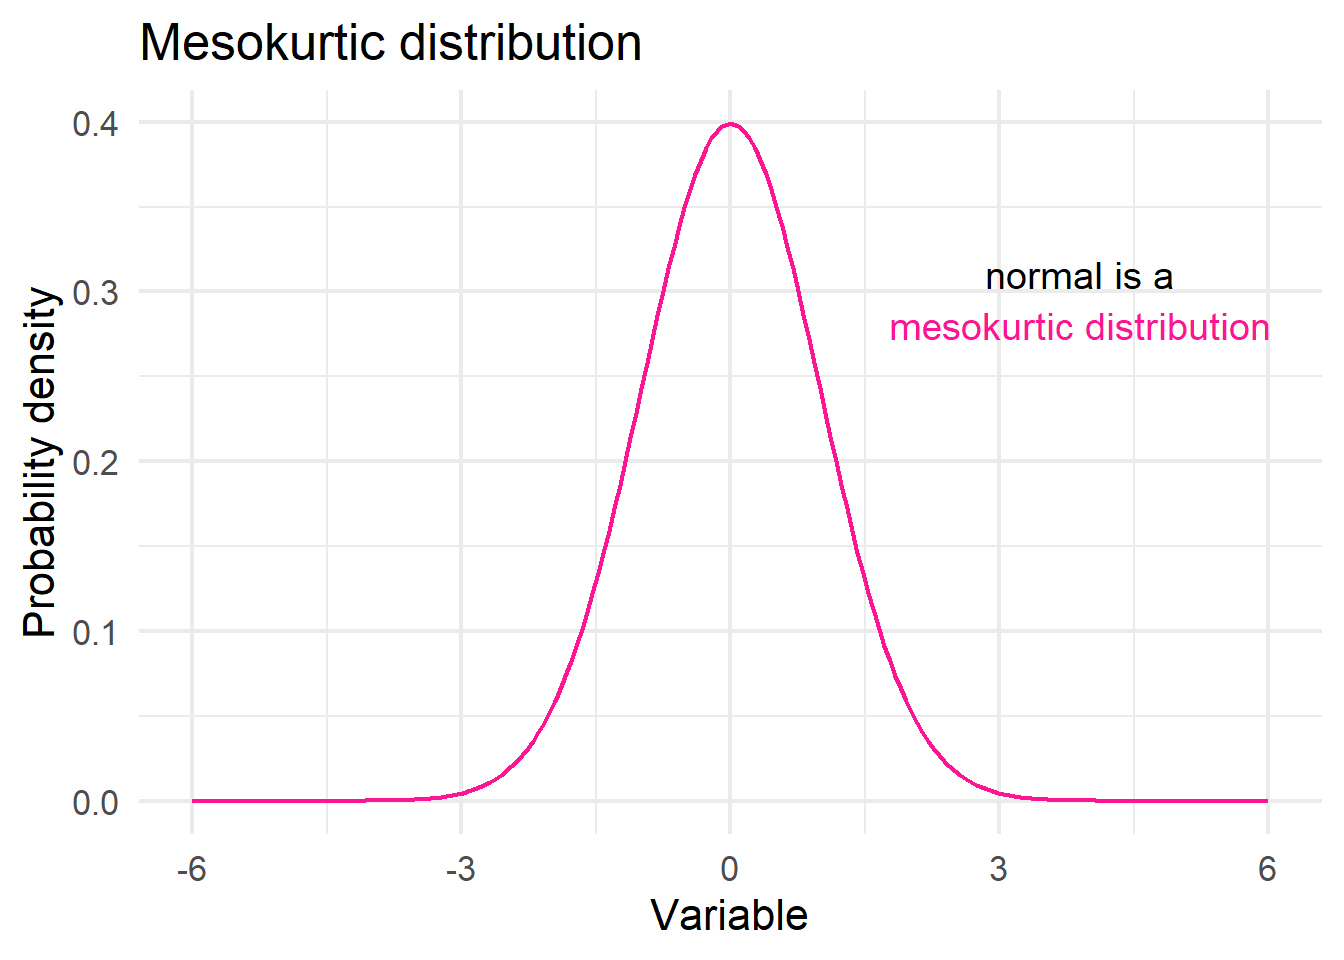 Mesokurtic distribution
0.4
0.3
0.2
0.1
0.0
Probability density
normal is a
mesokurtic distribution
-6 -3 0 3 6
Variable